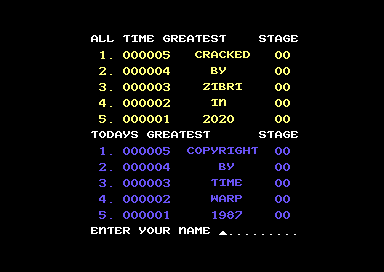 ALL TIME GREATEST STAGE
1. 000005 CRACKED 00
2. 000004 BY 00
3. 000003 ZIBRI 00
4. 000002 IN 00
5. 000001 2020 00
TODAYS GREATEST STAGE
1. 000005 COPYRIGHT 00
2. 000004 BY 00
3. 000003 TIME 00
4. 000002 WARP 00
5. 000001 1987 00
ENTER YOUR NAME ▲.........